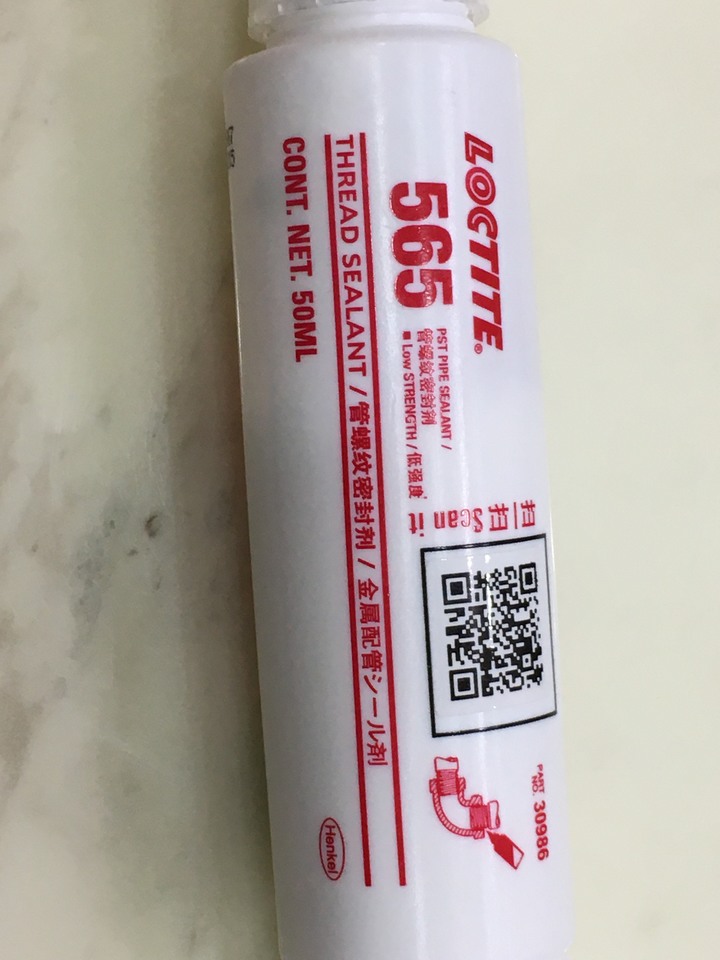 LOCTITE®
565
PST PIPE SEALANT /
管螺纹密封剂
■ Low STRENGTH / 低强度
THREAD SEALANT / 管螺纹密封剂 / 金属配管シール剤
CONT. NET. 50ML
扫一扫
Scan it
PART NO. 30986
Henkel